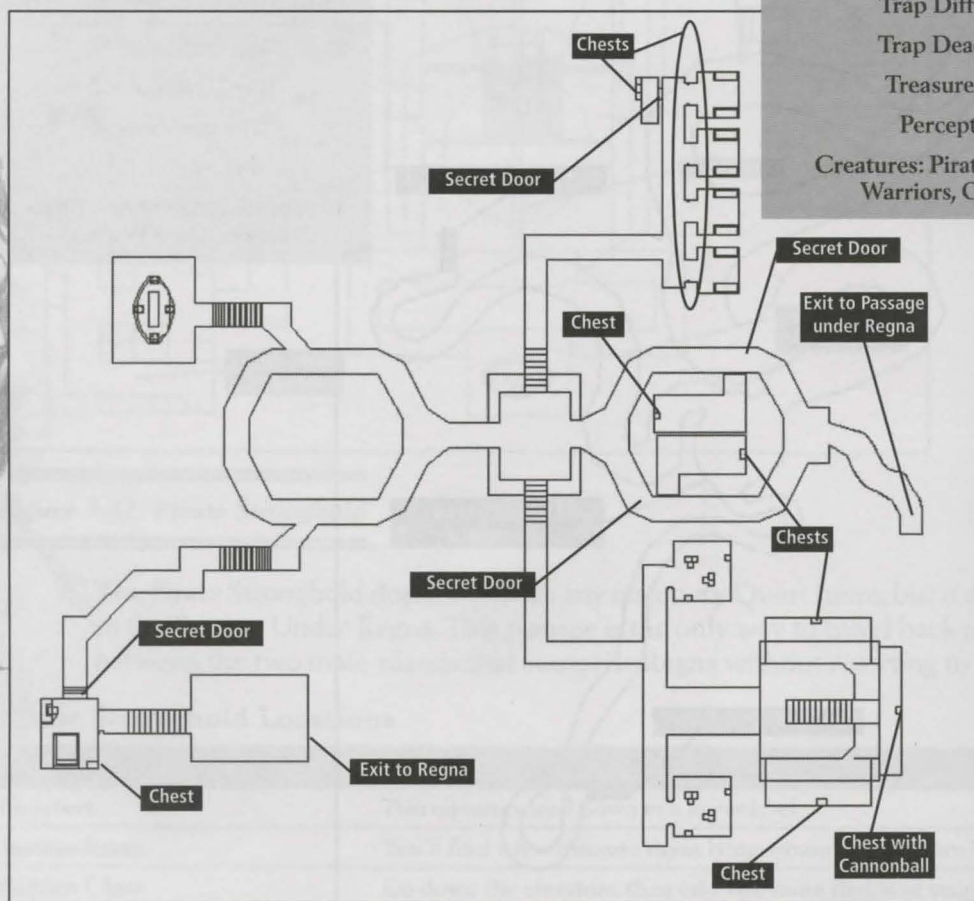 Trap Diff
Trap Dea
Treasure
Percept
Creatures: Pirat
Warriors, C
Chests
Secret Door
Secret Door
Exit to Passage
under Regna
Chest
Chests
Secret Door
Secret Door
Exit to Regna
Chest
Chest
Chest with
Cannonball